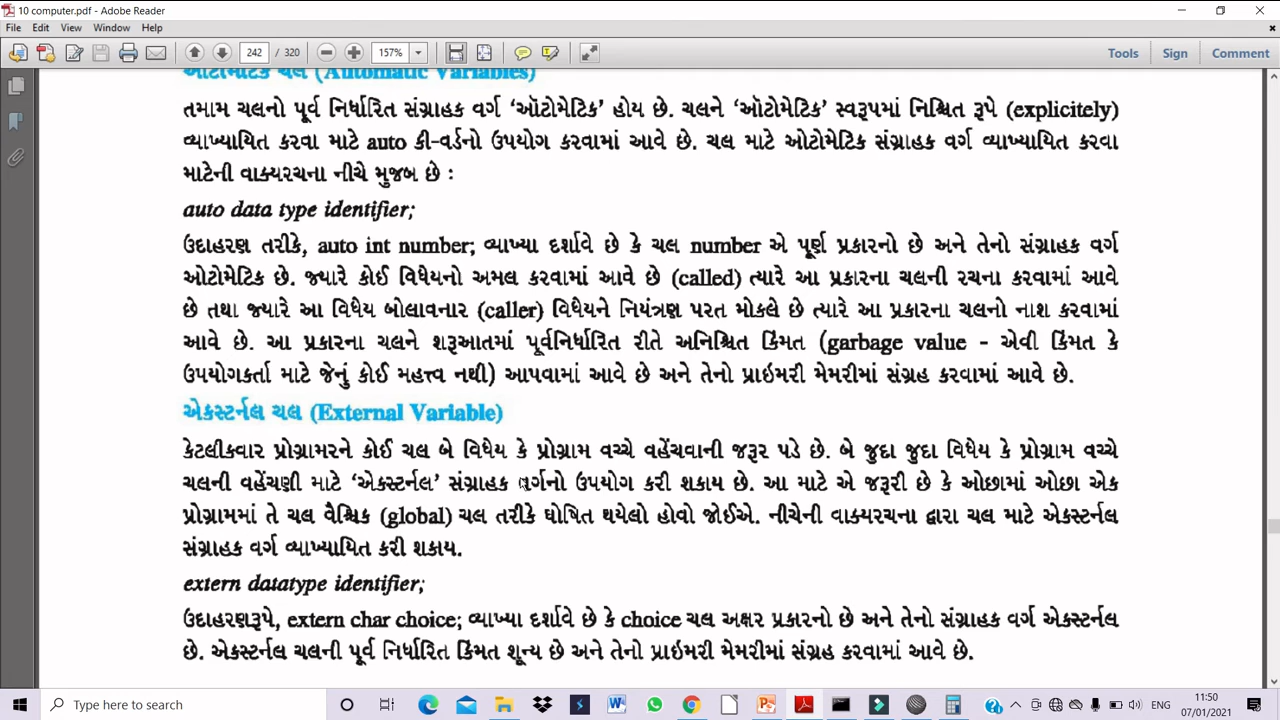 10 computer.pdf - Adobe Reader
File Edit View Window Help
242 / 320 157% Tools Sign Comment
ઑટોમેટિક ચલ (Automatic Variables)
તમામ ચલનો પૂર્વ નિર્ધારિત સંગ્રાહક વર્ગ ‘ઑટોમેટિક’ હોય છે. ચલને ‘ઑટોમેટિક’ સ્વરૂપમાં નિશ્ચિત રૂપે (explicitely)
વ્યાખ્યાયિત કરવા માટે auto કી-વર્ડનો ઉપયોગ કરવામાં આવે છે. ચલ માટે ઓટોમેટિક સંગ્રાહક વર્ગ વ્યાખ્યાયિત કરવા
માટેની વાક્યરચના નીચે મુજબ છે :
auto data type identifier;
ઉદાહરણ તરીકે, auto int number; વ્યાખ્યા દર્શાવે છે કે ચલ number એ પૂર્ણ પ્રકારનો છે અને તેનો સંગ્રાહક વર્ગ
ઓટોમેટિક છે. જ્યારે કોઈ વિધેયનો અમલ કરવામાં આવે છે (called) ત્યારે આ પ્રકારના ચલની રચના કરવામાં આવે
છે તથા જ્યારે આ વિધેય બોલાવનાર (caller) વિધેયને નિયંત્રણ પરત મોકલે છે ત્યારે આ પ્રકારના ચલનો નાશ કરવામાં
આવે છે. આ પ્રકારના ચલને શરૂઆતમાં પૂર્વનિર્ધારિત રીતે અનિશ્ચિત કિંમત (garbage value - એવી કિંમત કે
ઉપયોગકર્તા માટે જેનું કોઈ મહત્ત્વ નથી) આપવામાં આવે છે અને તેનો પ્રાઇમરી મેમરીમાં સંગ્રહ કરવામાં આવે છે.
એક્સ્ટર્નલ ચલ (External Variable)
કેટલીકવાર પ્રોગ્રામરને કોઈ ચલ બે વિધેય કે પ્રોગ્રામ વચ્ચે વહેંચવાની જરૂર પડે છે. બે જુદા જુદા વિધેય કે પ્રોગ્રામ વચ્ચે
ચલની વહેંચણી માટે ‘એક્સ્ટર્નલ’ સંગ્રાહક વર્ગનો ઉપયોગ કરી શકાય છે. આ માટે એ જરૂરી છે કે ઓછામાં ઓછા એક
પ્રોગ્રામમાં તે ચલ વૈશ્વિક (global) ચલ તરીકે ઘોષિત થયેલો હોવો જોઈએ. નીચેની વાક્યરચના દ્વારા ચલ માટે એક્સ્ટર્નલ
સંગ્રાહક વર્ગ વ્યાખ્યાયિત કરી શકાય.
extern datatype identifier;
ઉદાહરણરૂપે, extern char choice; વ્યાખ્યા દર્શાવે છે કે choice ચલ અક્ષર પ્રકારનો છે અને તેનો સંગ્રાહક વર્ગ એક્સ્ટર્નલ
છે. એક્સ્ટર્નલ ચલની પૂર્વ નિર્ધારિત કિંમત શૂન્ય છે અને તેનો પ્રાઇમરી મેમરીમાં સંગ્રહ કરવામાં આવે છે.
Type here to search ENG 11:50
07/01/2021